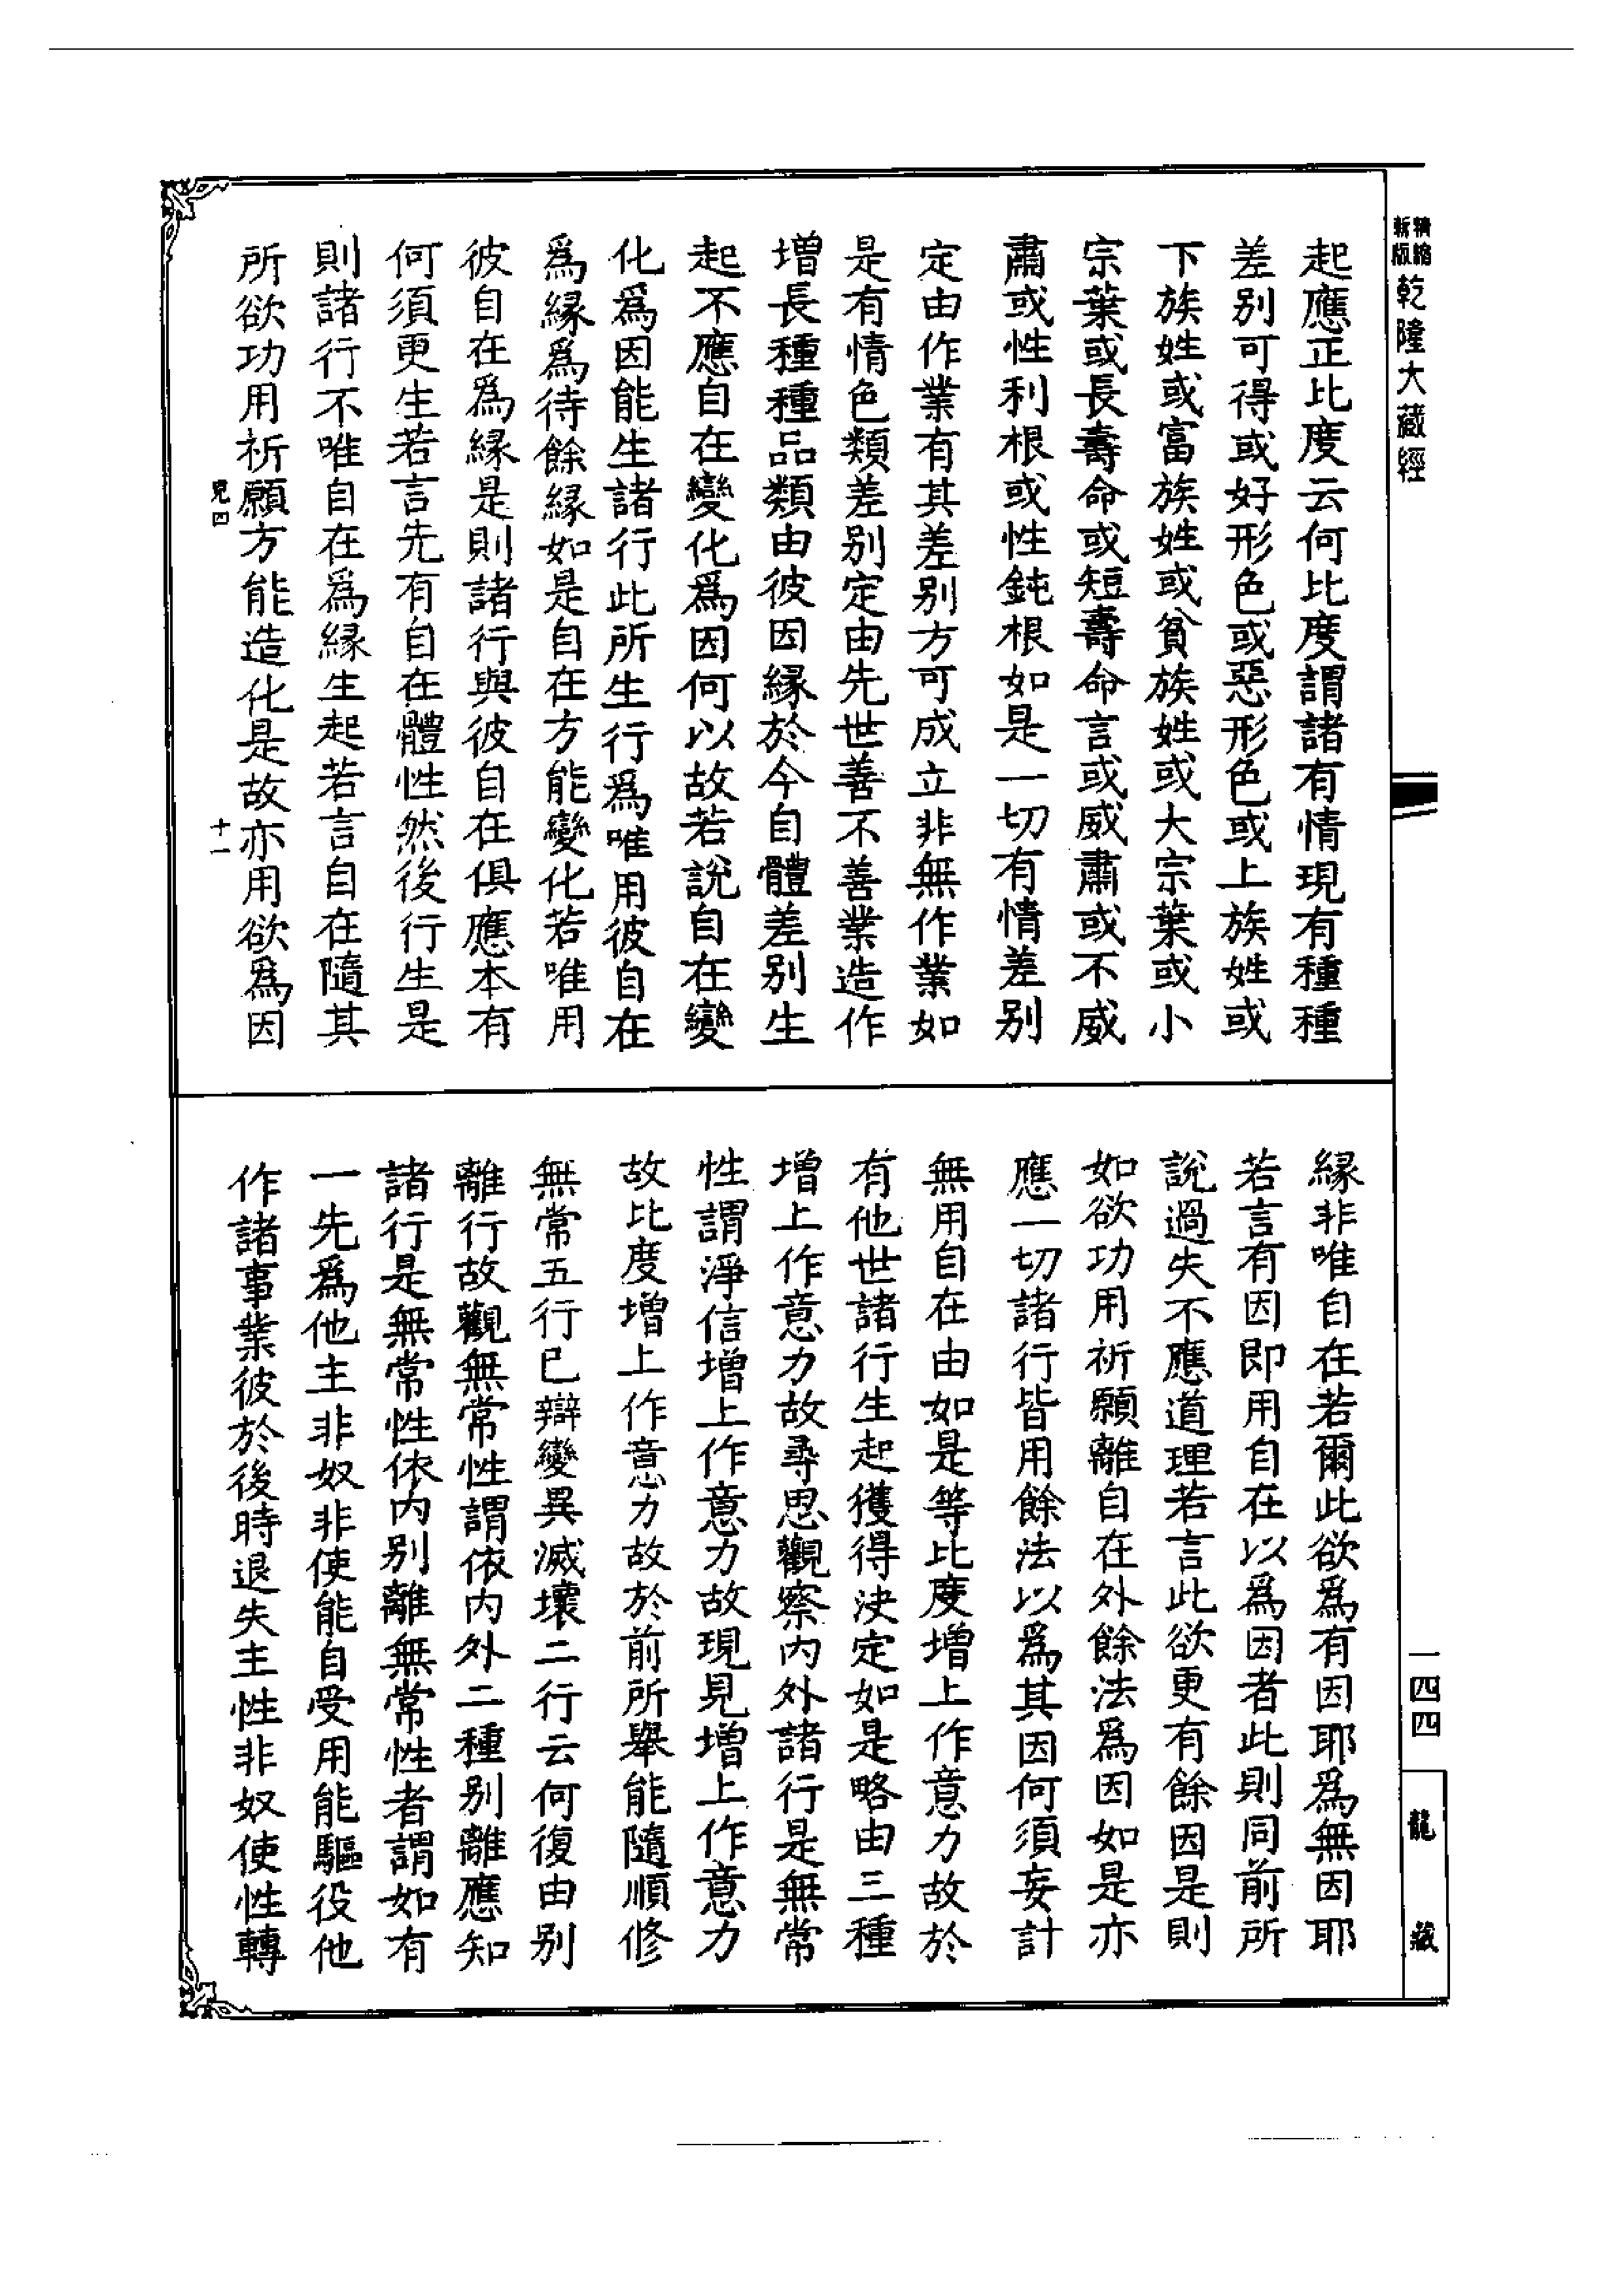 精縮新版乾隆大藏經
起應正比度云何比度謂諸有情現有種種
差別可得或好形色或惡形色或上族姓或
下族姓或富族姓或貧族姓或大宗葉或小
宗葉或長壽命或短壽命言或威肅或不威
肅或性利根或性鈍根如是一切有情差別
定由作業有其差別方可成立非無作業如
是有情色類差別定由先世善不善業造作
增長種種品類由彼因緣於今自體差別生
起不應自在變化爲因何以故若說自在變
化爲因能生諸行此所生行爲唯用彼自在
爲緣爲待餘緣如是自在方能變化若唯用
彼自在爲緣是則諸行與彼自在俱應本有
何須更生若言先有自在體性然後行生是
則諸行不唯自在爲緣生起若言自在隨其
所欲功用祈願方能造化是故亦用欲爲因
十一
緣非唯自在若爾此欲爲有因耶爲無因耶
若言有因即用自在以爲因者此則同前所
說過失不應道理若言此欲更有餘因是則
如欲功用祈願離自在外餘法爲因如是亦
應一切諸行皆用餘法以爲其因何須妄計
無用自在由如是等比度增上作意力故於
有他世諸行生起獲得決定如是略由三種
增上作意力故尋思觀察內外諸行是無常
性謂淨信增上作意力故現見增上作意力
故比度增上作意力故於前所舉能隨順修
無常五行已辯變異滅壞二行云何復由別
離行故觀無常性謂依內外二種別離應知
諸行是無常性依內別離無常性者謂如有
一先爲他主非奴非使能自受用能驅役他
作諸事業彼於後時退失主性非奴使性轉
一四四
龍藏